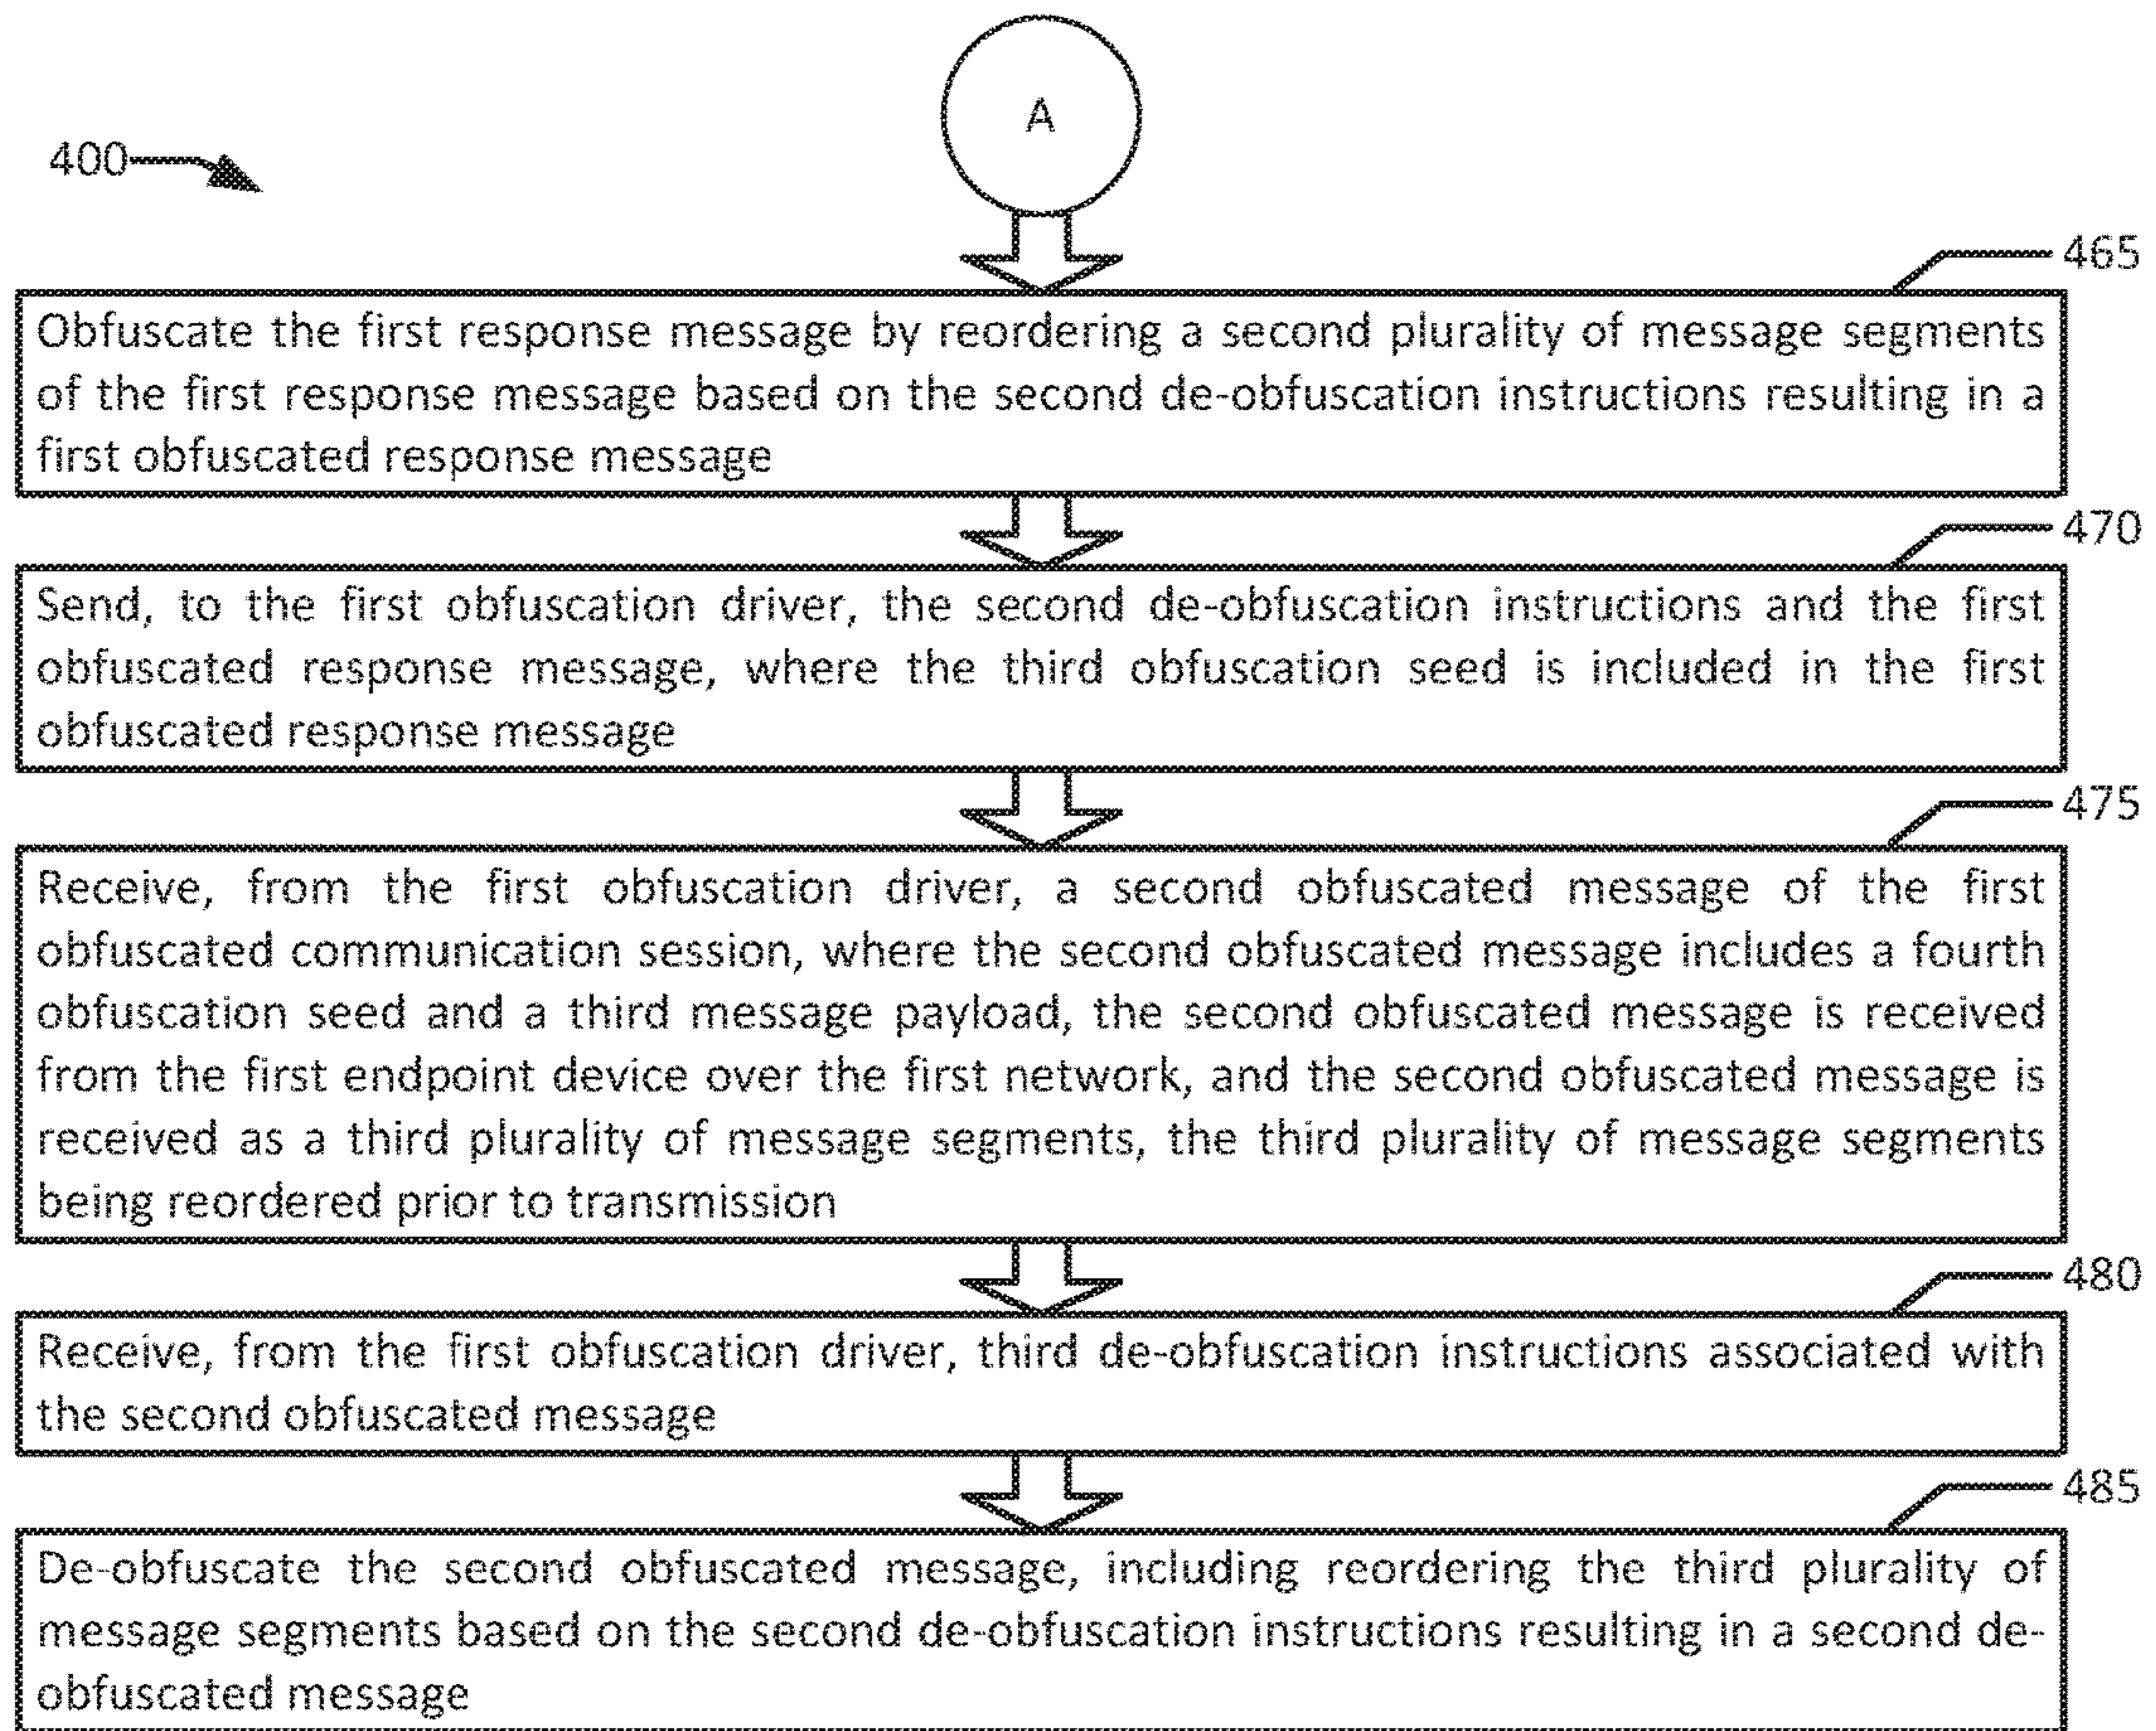 A
400
465
Obfuscate the first response message by reordering a second plurality of message segments
of the first response message based on the second de-obfuscation instructions resulting in a
first obfuscated response message
470
Send, to the first obfuscation driver, the second de-obfuscation instructions and the first
obfuscated response message, where the third obfuscation seed is included in the first
obfuscated response message
475
Receive, from the first obfuscation driver, a second obfuscated message of the first
obfuscated communication session, where the second obfuscated message includes a fourth
obfuscation seed and a third message payload, the second obfuscated message is received
from the first endpoint device over the first network, and the second obfuscated message is
received as a third plurality of message segments, the third plurality of message segments
being reordered prior to transmission
480
Receive, from the first obfuscation driver, third de-obfuscation instructions associated with
the second obfuscated message
485
De-obfuscate the second obfuscated message, including reordering the third plurality of
message segments based on the second de-obfuscation instructions resulting in a second de-
obfuscated message